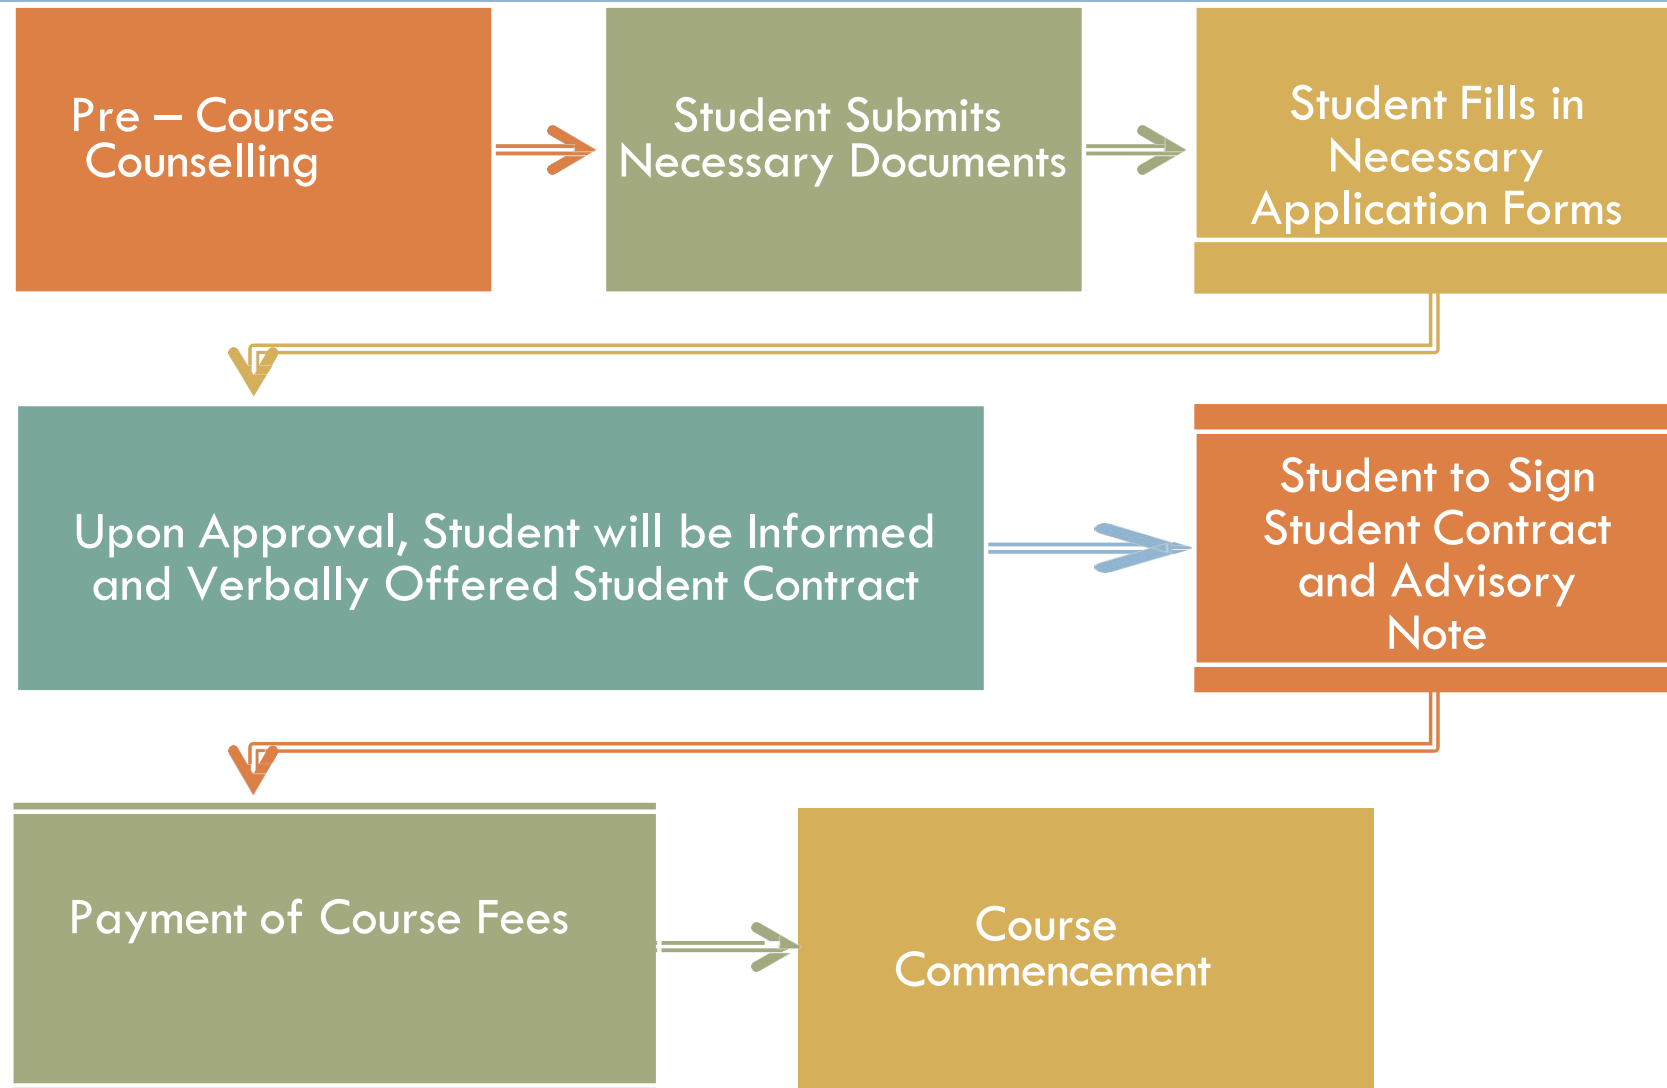 Pre – Course
Counselling
Student Submits
Necessary Documents
Student Fills in
Necessary
Application Forms
Upon Approval, Student will be Informed
and Verbally Offered Student Contract
Student to Sign
Student Contract
and Advisory
Note
Payment of Course Fees
Course
Commencement